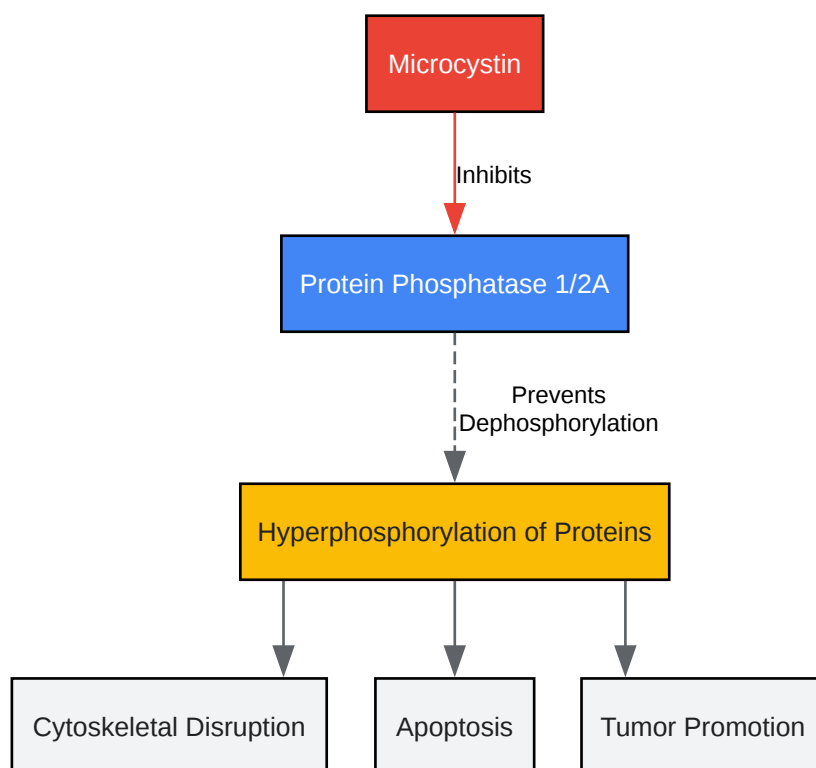 Microcystin
Inhibits
Protein Phosphatase 1/2A
Prevents
Dephosphorylation
Hyperphosphorylation of Proteins
Cytoskeletal Disruption
Apoptosis
Tumor Promotion